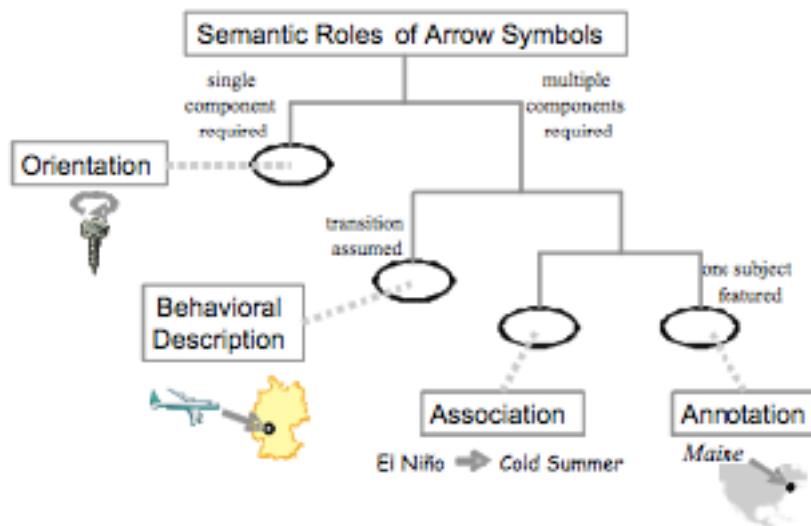 Semantic Roles of Arrow Symbols
single
component
required
multiple
components
required
Orientation
transition
assumed
one subject
featured
Behavioral
Description
Association
Annotation
El Niño
Cold Summer
Maine